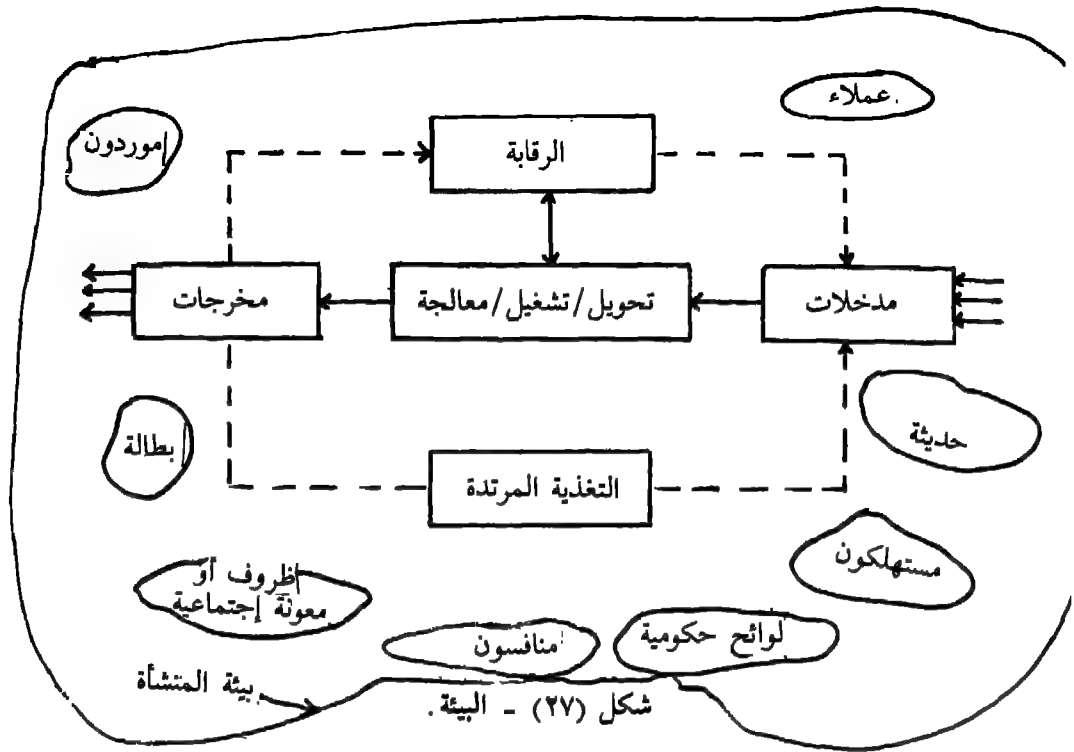 عملاء
موردون
الرقابة
مدخلات
تحويل/تشغيل/معالجة
مخرجات
حديثة
بطالة
التغذية المرتدة
مستهلكون
ظروف أو
معونة إجتماعية
لوائح حكومية
منافسون
بيئة المنشأة
شكل (٢٧) - البيئة.